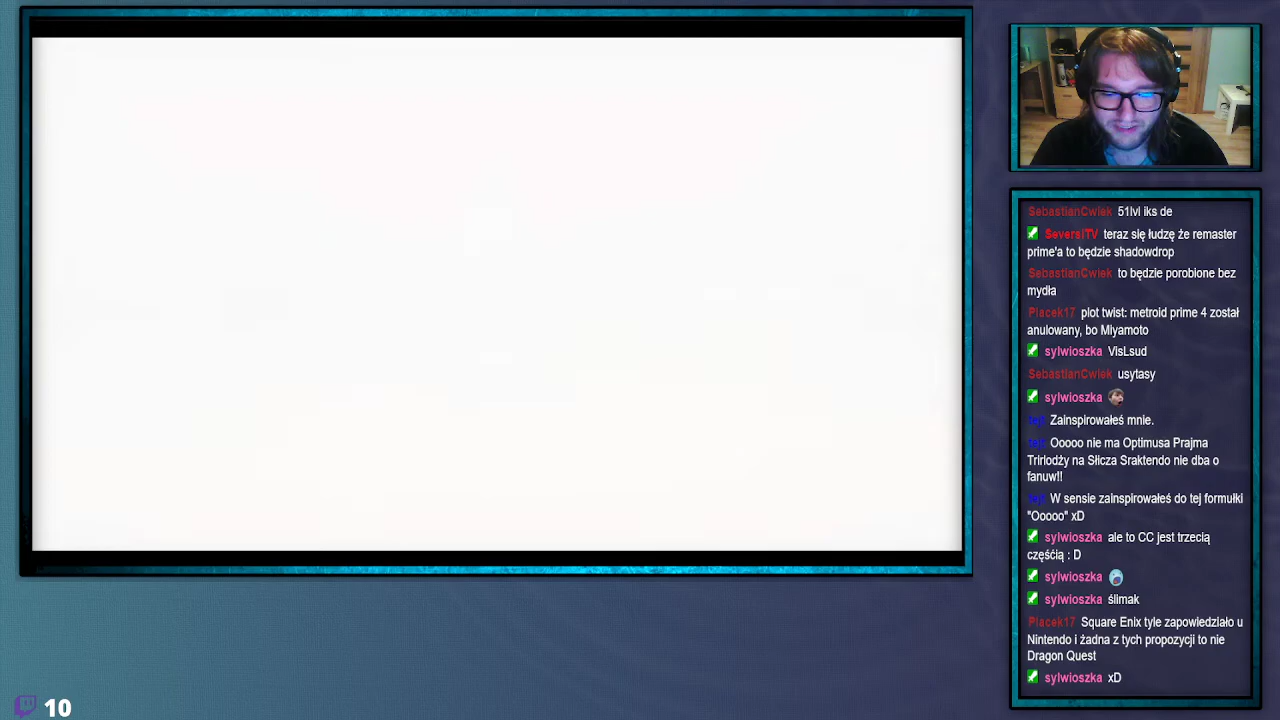 SebastianCwiek 51lvl iks de
SeversITV teraz się łudzę że remaster
prime'a to będzie shadowdrop
SebastianCwiek to będzie porobione bez
mydła
Placek17 plot twist: metroid prime 4 został
anulowany, bo Miyamoto
sylwioszka VisLsud
SebastianCwiek usytasy
sylwioszka
Zainspirowałeś mnie.
Ooooo nie ma Optimusa Prajma
Trirlodży na Słicza Sraktendo nie dba o
fanuw!!
W sensie zainspirowałeś do tej formułki
"Ooooo" xD
sylwioszka ale to CC jest trzecią
częścią : D
sylwioszka
sylwioszka ślimak
Placek17 Square Enix tyle zapowiedziało u
Nintendo i żadna z tych propozycji to nie
Dragon Quest
sylwioszka xD
10